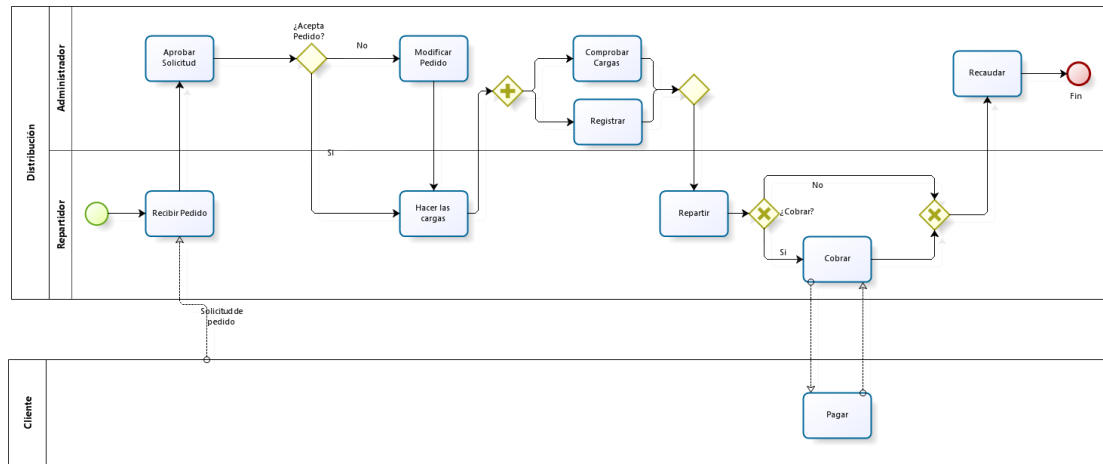 Distribución
Administrador
Repartidor
Cliente
¿Acepta
Pedido?
Aprobar
Solicitud
No
Modificar
Pedido
Comprobar
Cargas
Registrar
Recaudar
Fin
Si
Recibir Pedido
Hacer las
cargas
Repartir
¿Cobrar?
No
Si
Cobrar
Solicitud de
pedido
Pagar